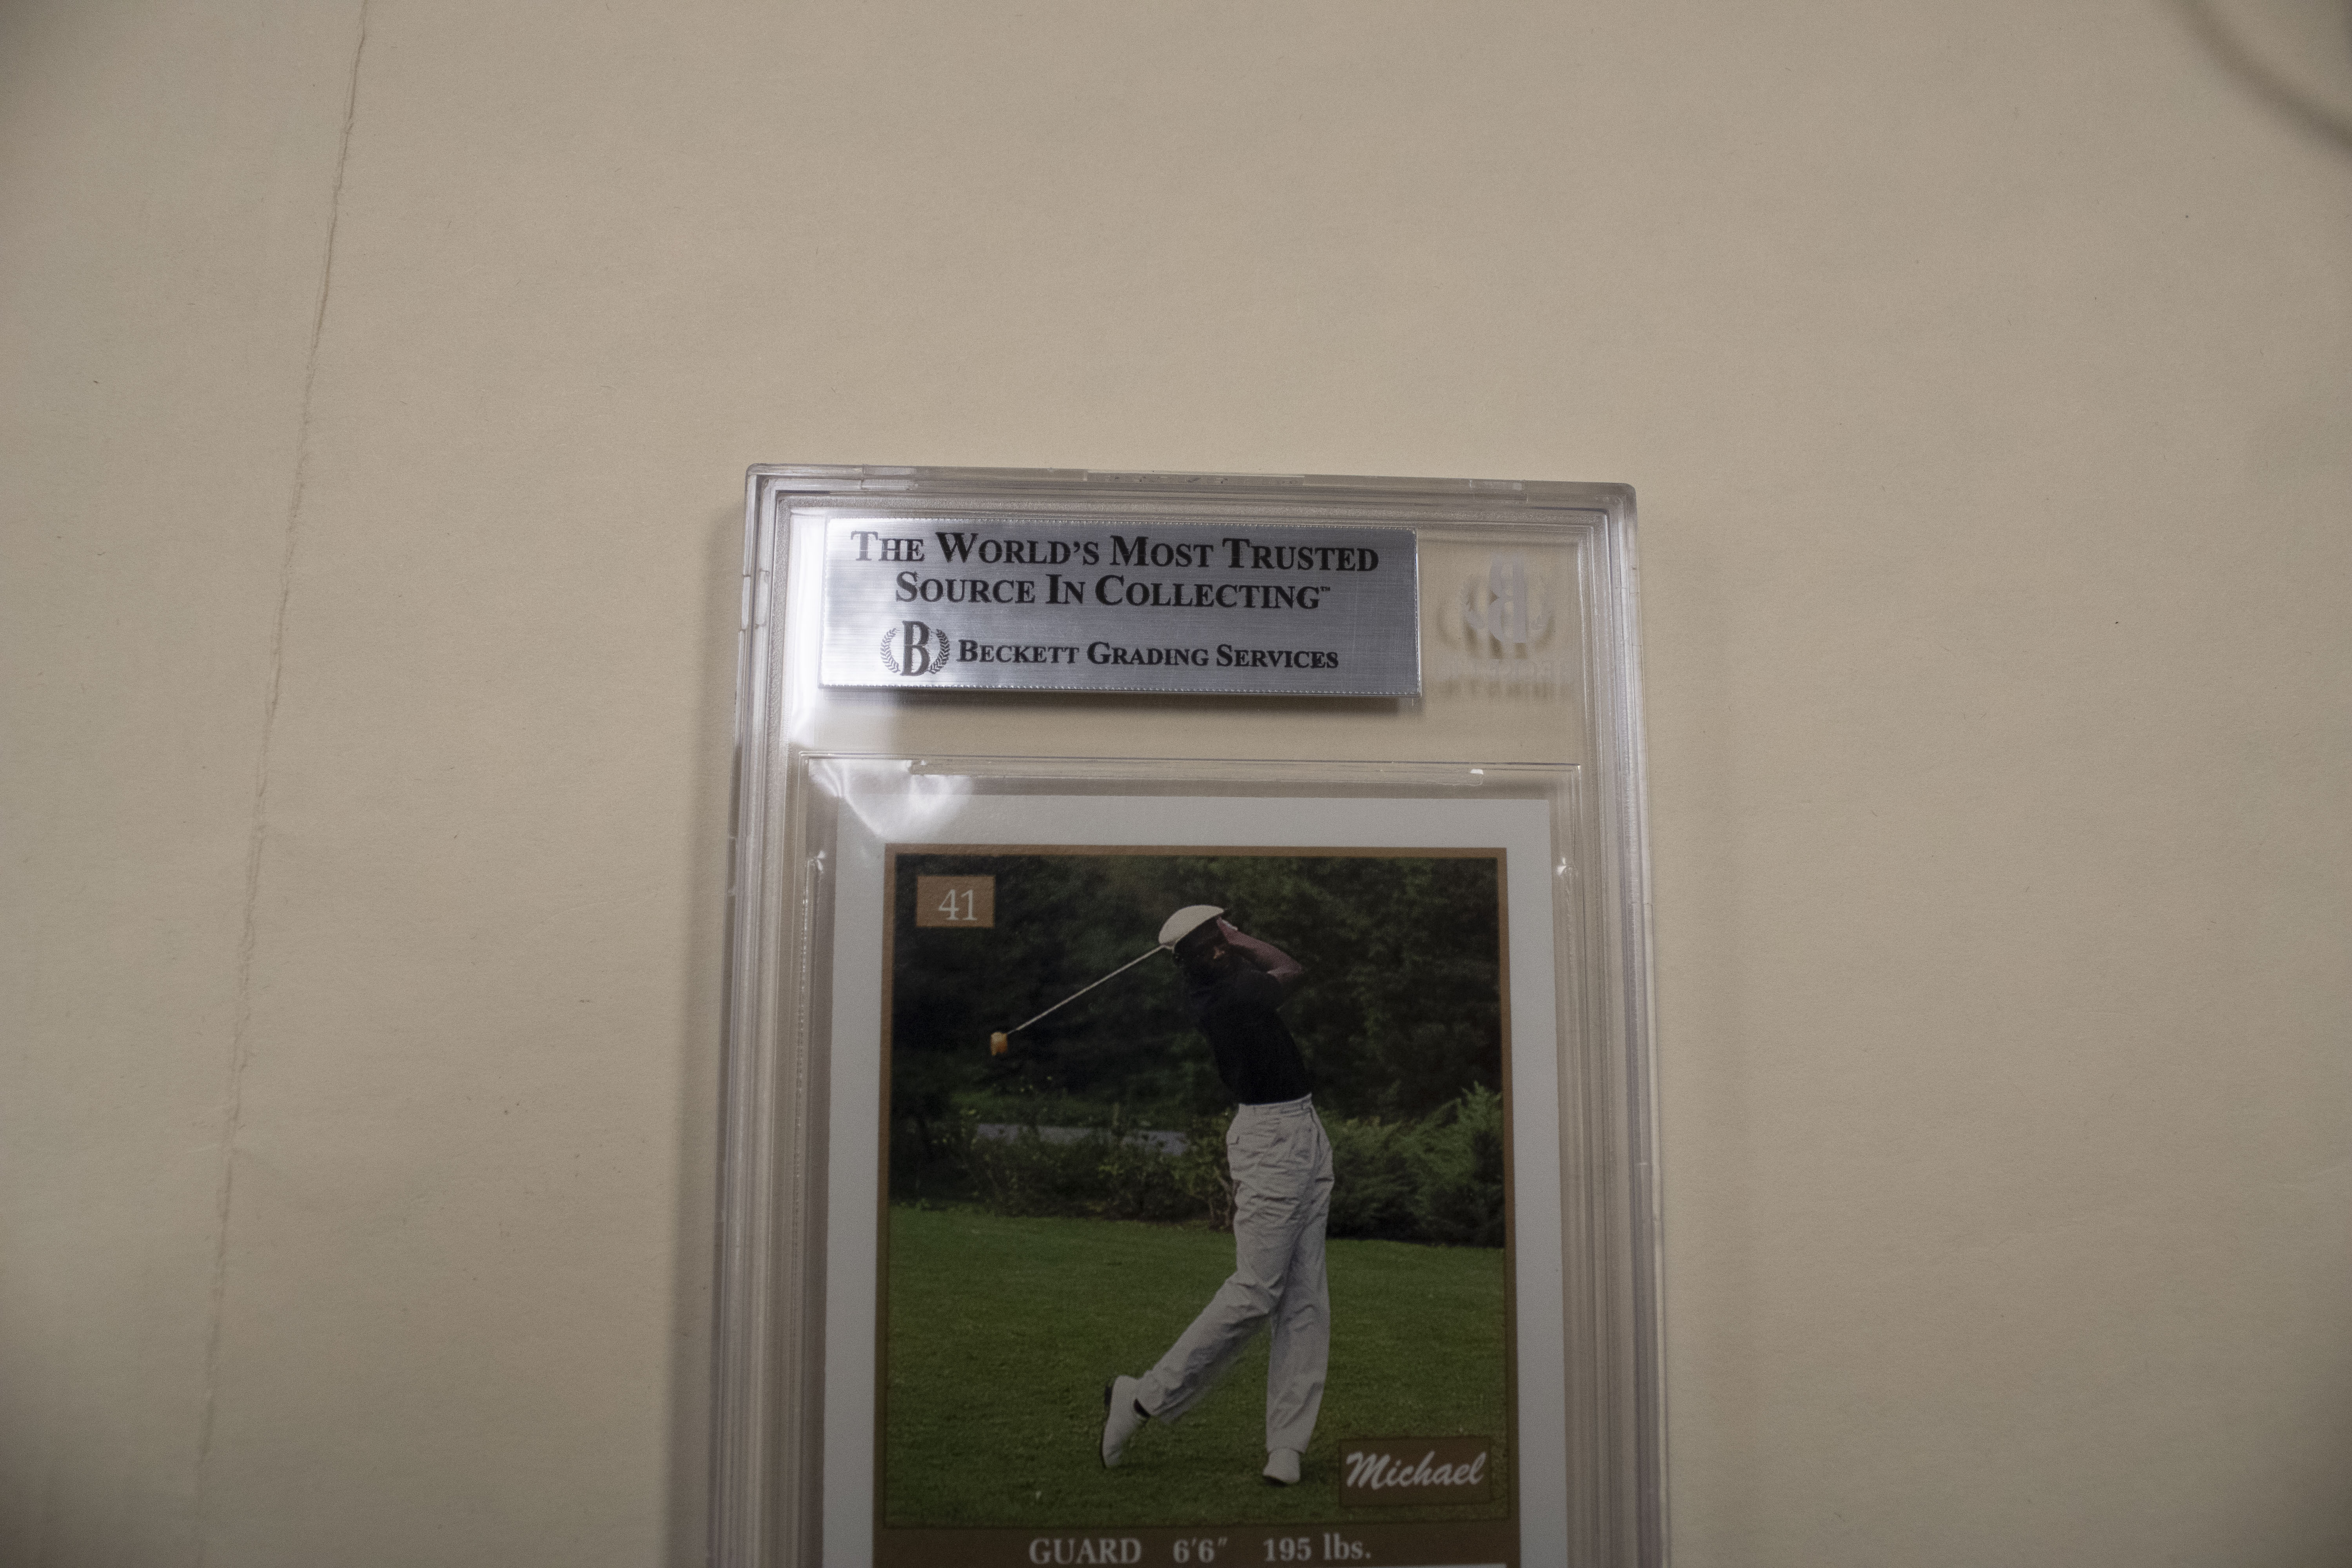 THE WORLD'S MOST TRUSTED
SOURCE IN COLLECTING™
B BECKETT GRADING SERVICES
41
Michael
GUARD 6'6" 195 lbs.